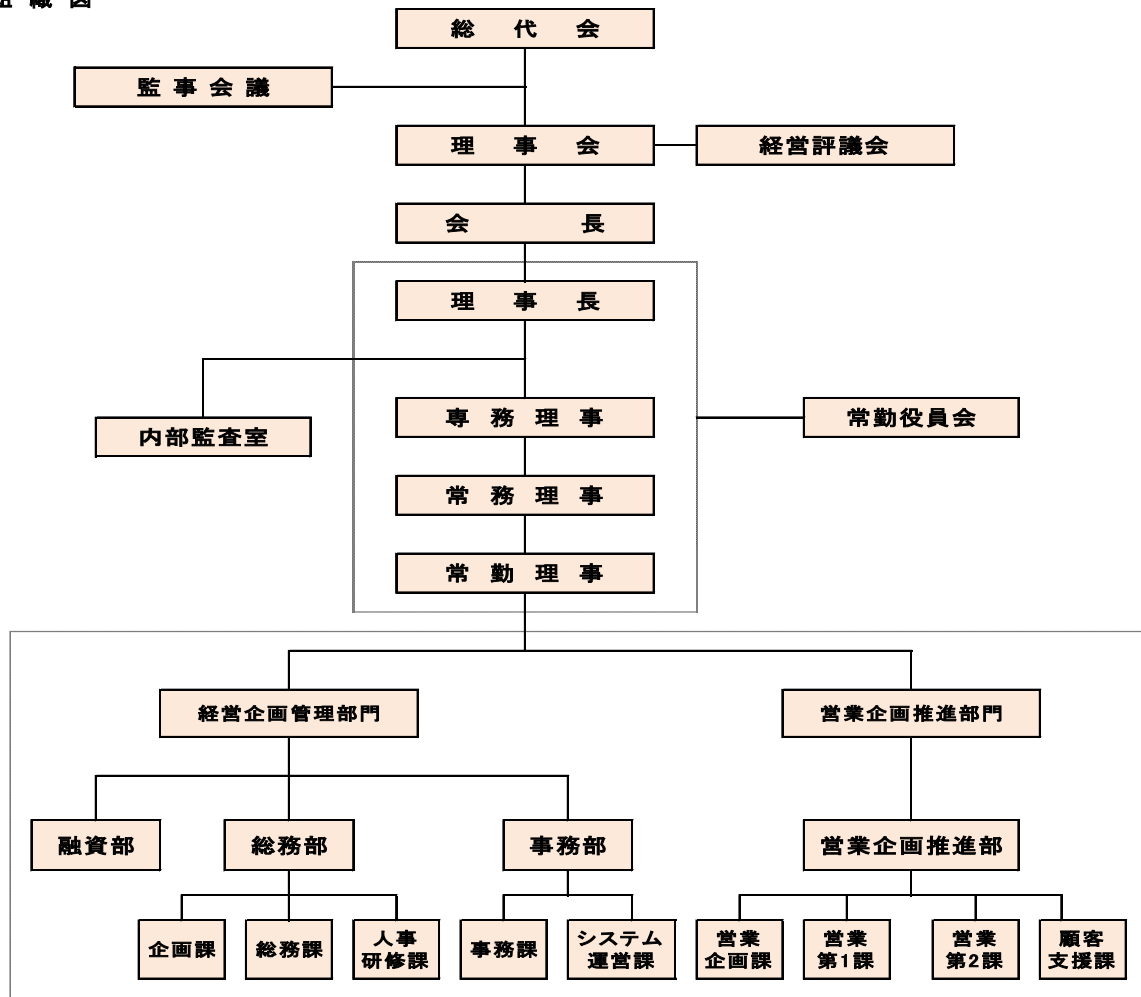 組 織 図
総 代 会
監 事 会 議
理 事 会
経営評議会
会 長
理 事 長
専 務 理 事
内部監査室
常勤役員会
常 務 理 事
常 勤 理 事
経営企画管理部門
営業企画推進部門
融資部
総務部
事務部
営業企画推進部
企画課
総務課
人事
研修課
事務課
システム
運営課
営業
企画課
営業
第1課
営業
第2課
顧客
支援課